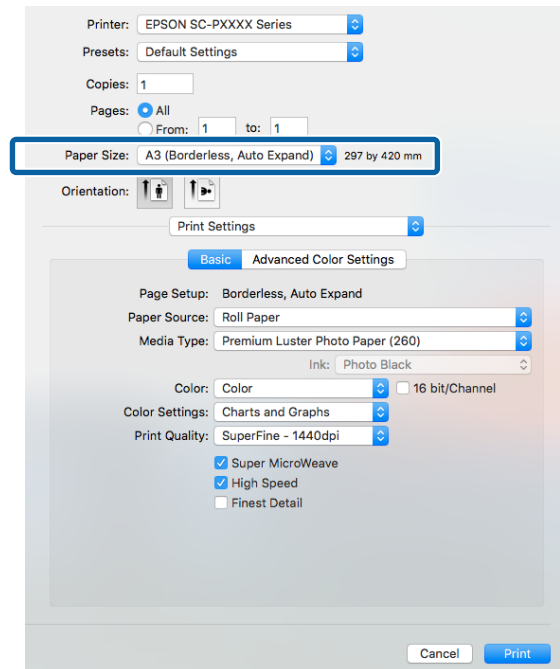 Printer: EPSON SC-PXXXX Series
Presets: Default Settings
Copies: 1
Pages: All
From: 1 to: 1
Paper Size: A3 (Borderless, Auto Expand) 297 by 420 mm
Orientation:
Print Settings
Basic Advanced Color Settings
Page Setup: Borderless, Auto Expand
Paper Source: Roll Paper
Media Type: Premium Luster Photo Paper (260)
Ink: Photo Black
Color: Color 16 bit/Channel
Color Settings: Charts and Graphs
Print Quality: SuperFine - 1440dpi
Super MicroWeave
High Speed
Finest Detail
Cancel Print